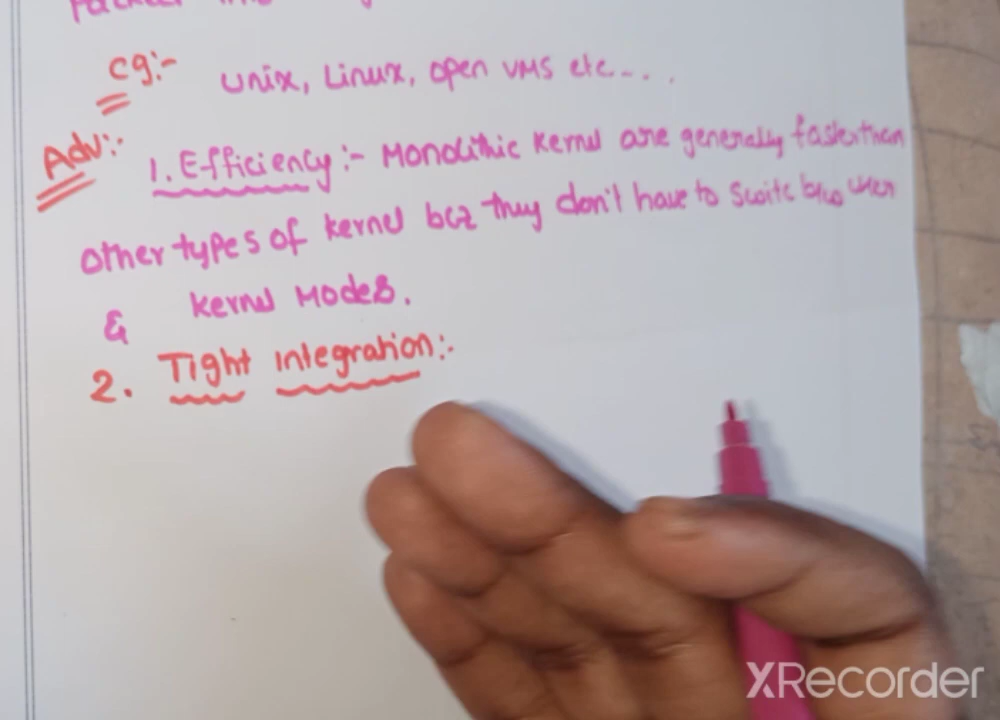 eg:- Unix, Linux, open VMS etc--..
Adv:- 1. Efficiency :- Monolithic kernel are generally faster than
other types of kernel bcz they don't have to switc b/w user
& kernel Modes.
2. Tight integration :-
XRecorder